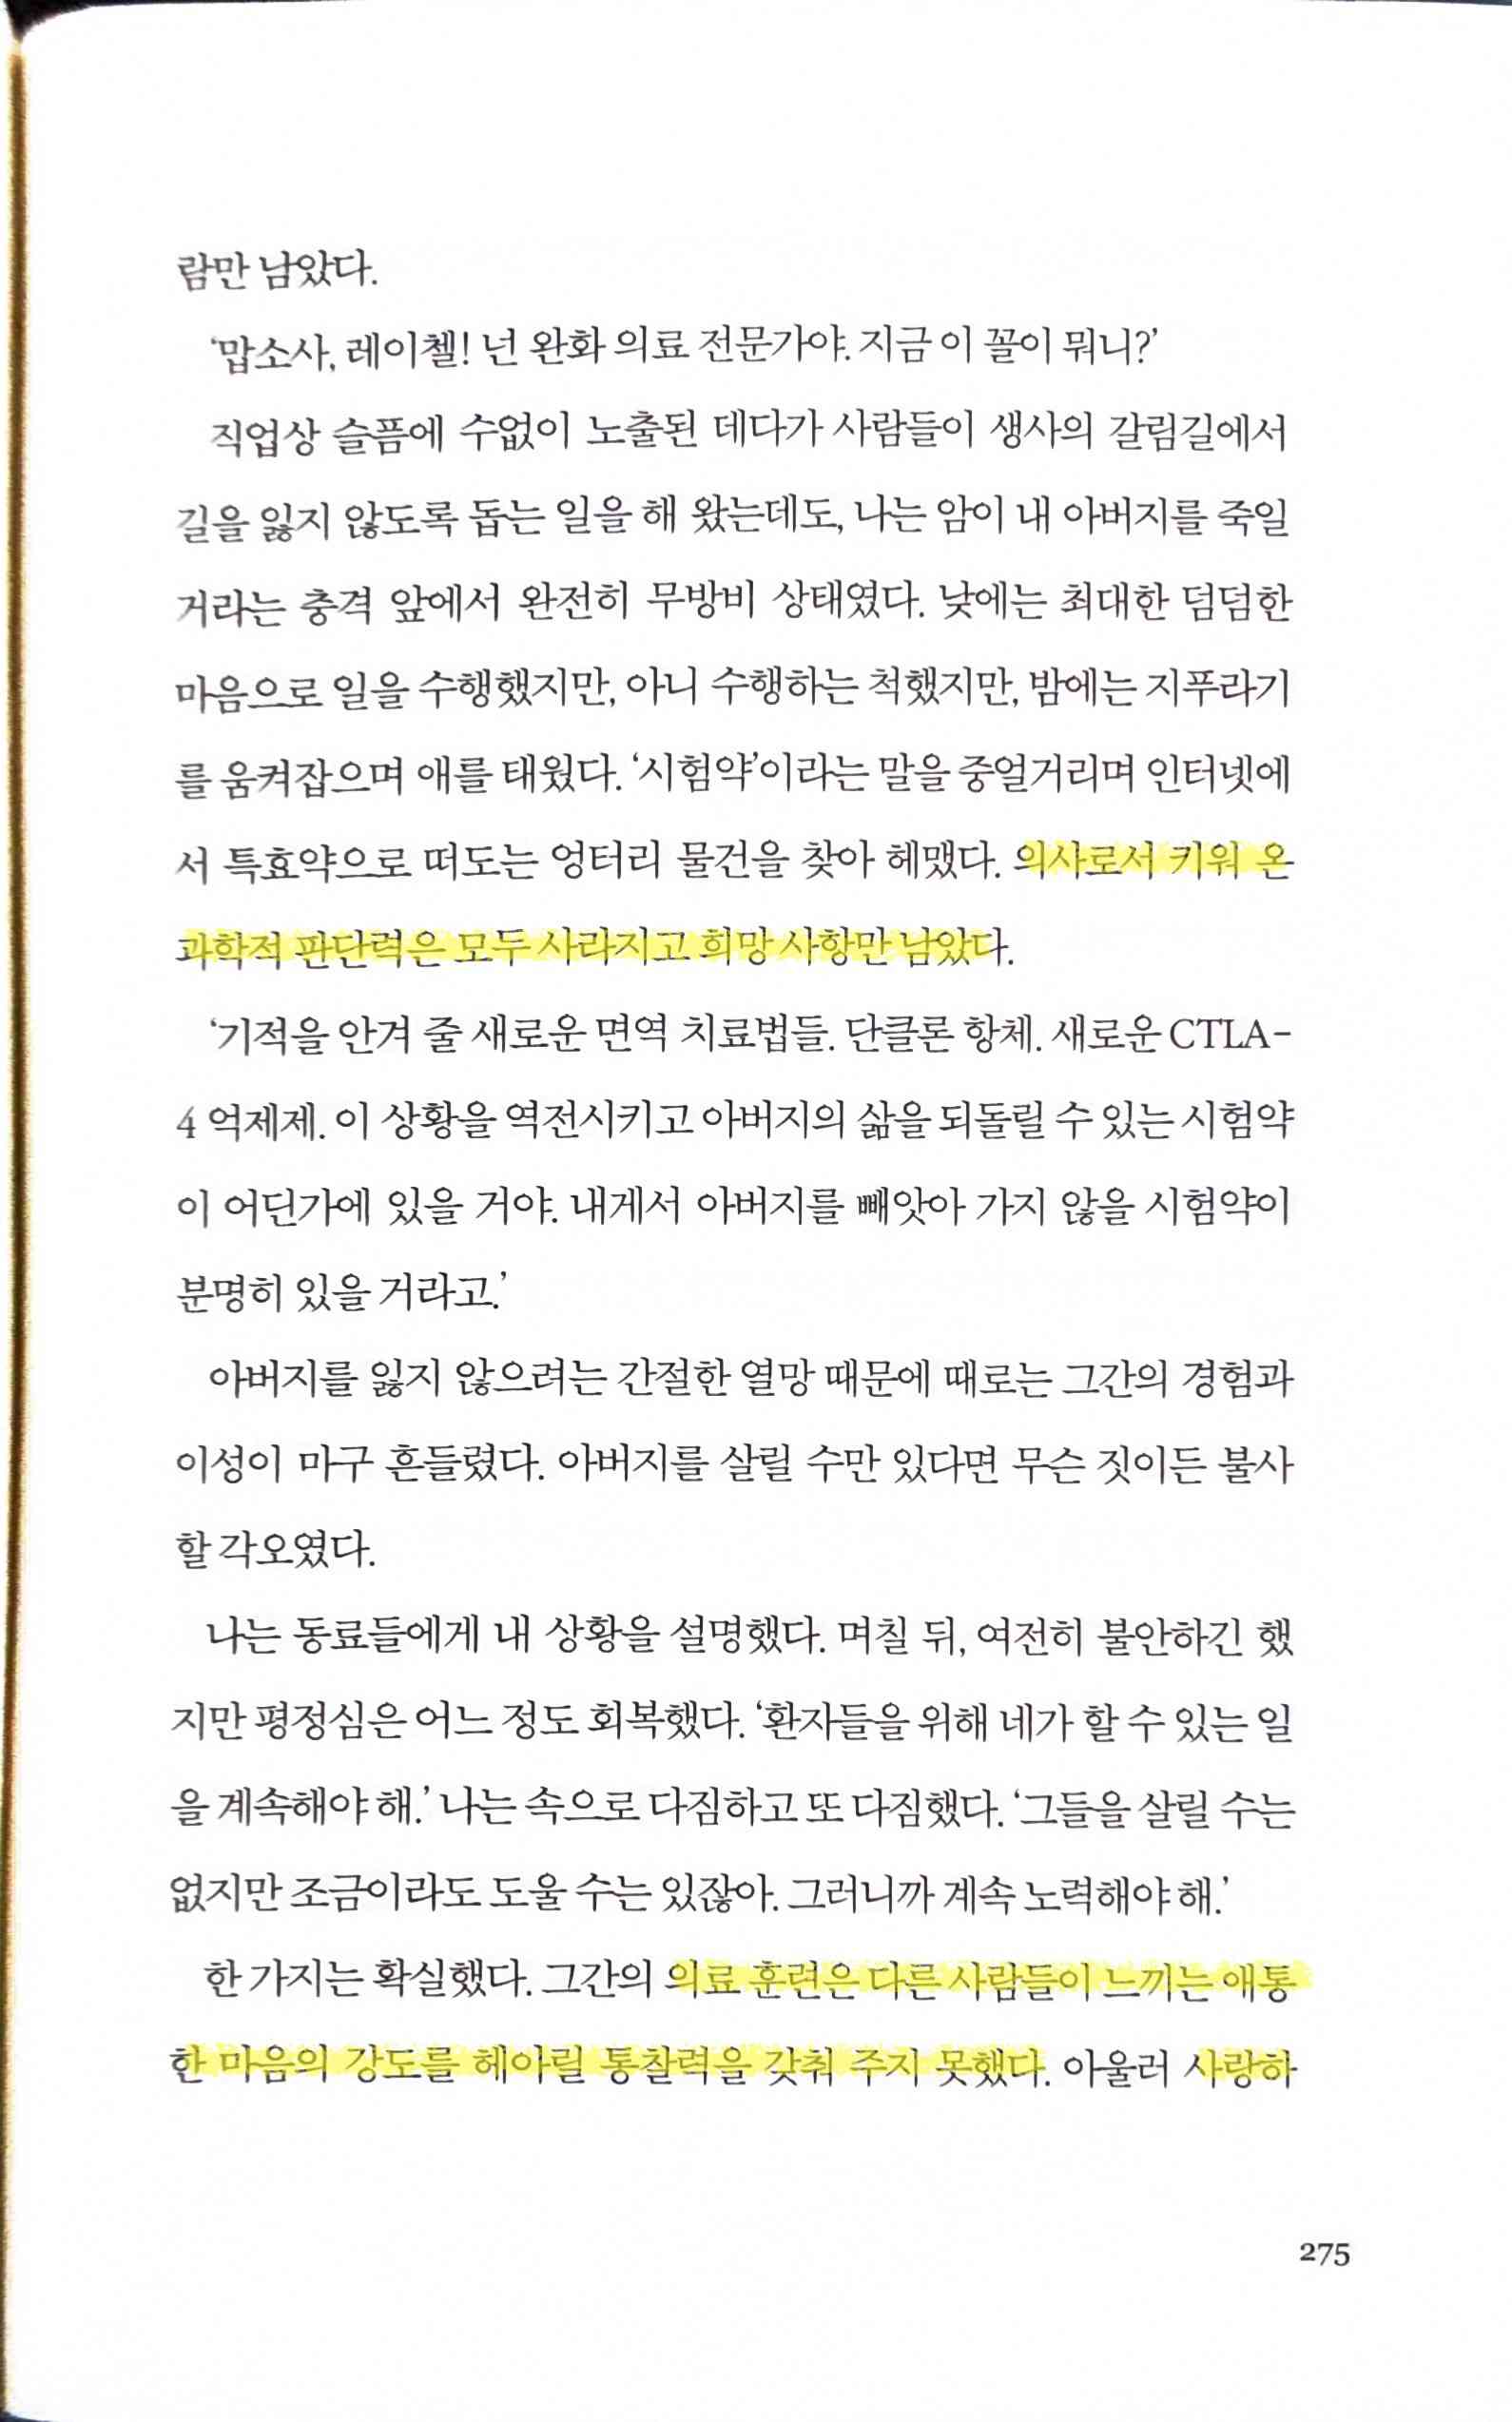 람만 남았다.
‘맙소사, 레이첼! 넌 완화 의료 전문가야. 지금 이 꼴이 뭐니?’
직업상 슬픔에 수없이 노출된 데다가 사람들이 생사의 갈림길에서
길을 잃지 않도록 돕는 일을 해 왔는데도, 나는 암이 내 아버지를 죽일
거라는 충격 앞에서 완전히 무방비 상태였다. 낮에는 최대한 덤덤한
마음으로 일을 수행했지만, 아니 수행하는 척했지만, 밤에는 지푸라기
를 움켜잡으며 애를 태웠다. ‘시험약’이라는 말을 중얼거리며 인터넷에
서 특효약으로 떠도는 엉터리 물건을 찾아 헤맸다. 의사로서 키워 온
과학적 판단력은 모두 사라지고 희망 사항만 남았다.
‘기적을 안겨 줄 새로운 면역 치료법들. 단클론 항체. 새로운 CTLA-
4 억제제. 이 상황을 역전시키고 아버지의 삶을 되돌릴 수 있는 시험약
이 어딘가에 있을 거야. 내게서 아버지를 빼앗아 가지 않을 시험약이
분명히 있을 거라고.’
아버지를 잃지 않으려는 간절한 열망 때문에 때로는 그간의 경험과
이성이 마구 흔들렸다. 아버지를 살릴 수만 있다면 무슨 짓이든 불사
할 각오였다.
나는 동료들에게 내 상황을 설명했다. 며칠 뒤, 여전히 불안하긴 했
지만 평정심은 어느 정도 회복했다. ‘환자들을 위해 네가 할 수 있는 일
을 계속해야 해.’ 나는 속으로 다짐하고 또 다짐했다. ‘그들을 살릴 수는
없지만 조금이라도 도울 수는 있잖아. 그러니까 계속 노력해야 해.’
한 가지는 확실했다. 그간의 의료 훈련은 다른 사람들이 느끼는 애통
한 마음의 강도를 헤아릴 통찰력을 갖춰 주지 못했다. 아울러 사랑하
275